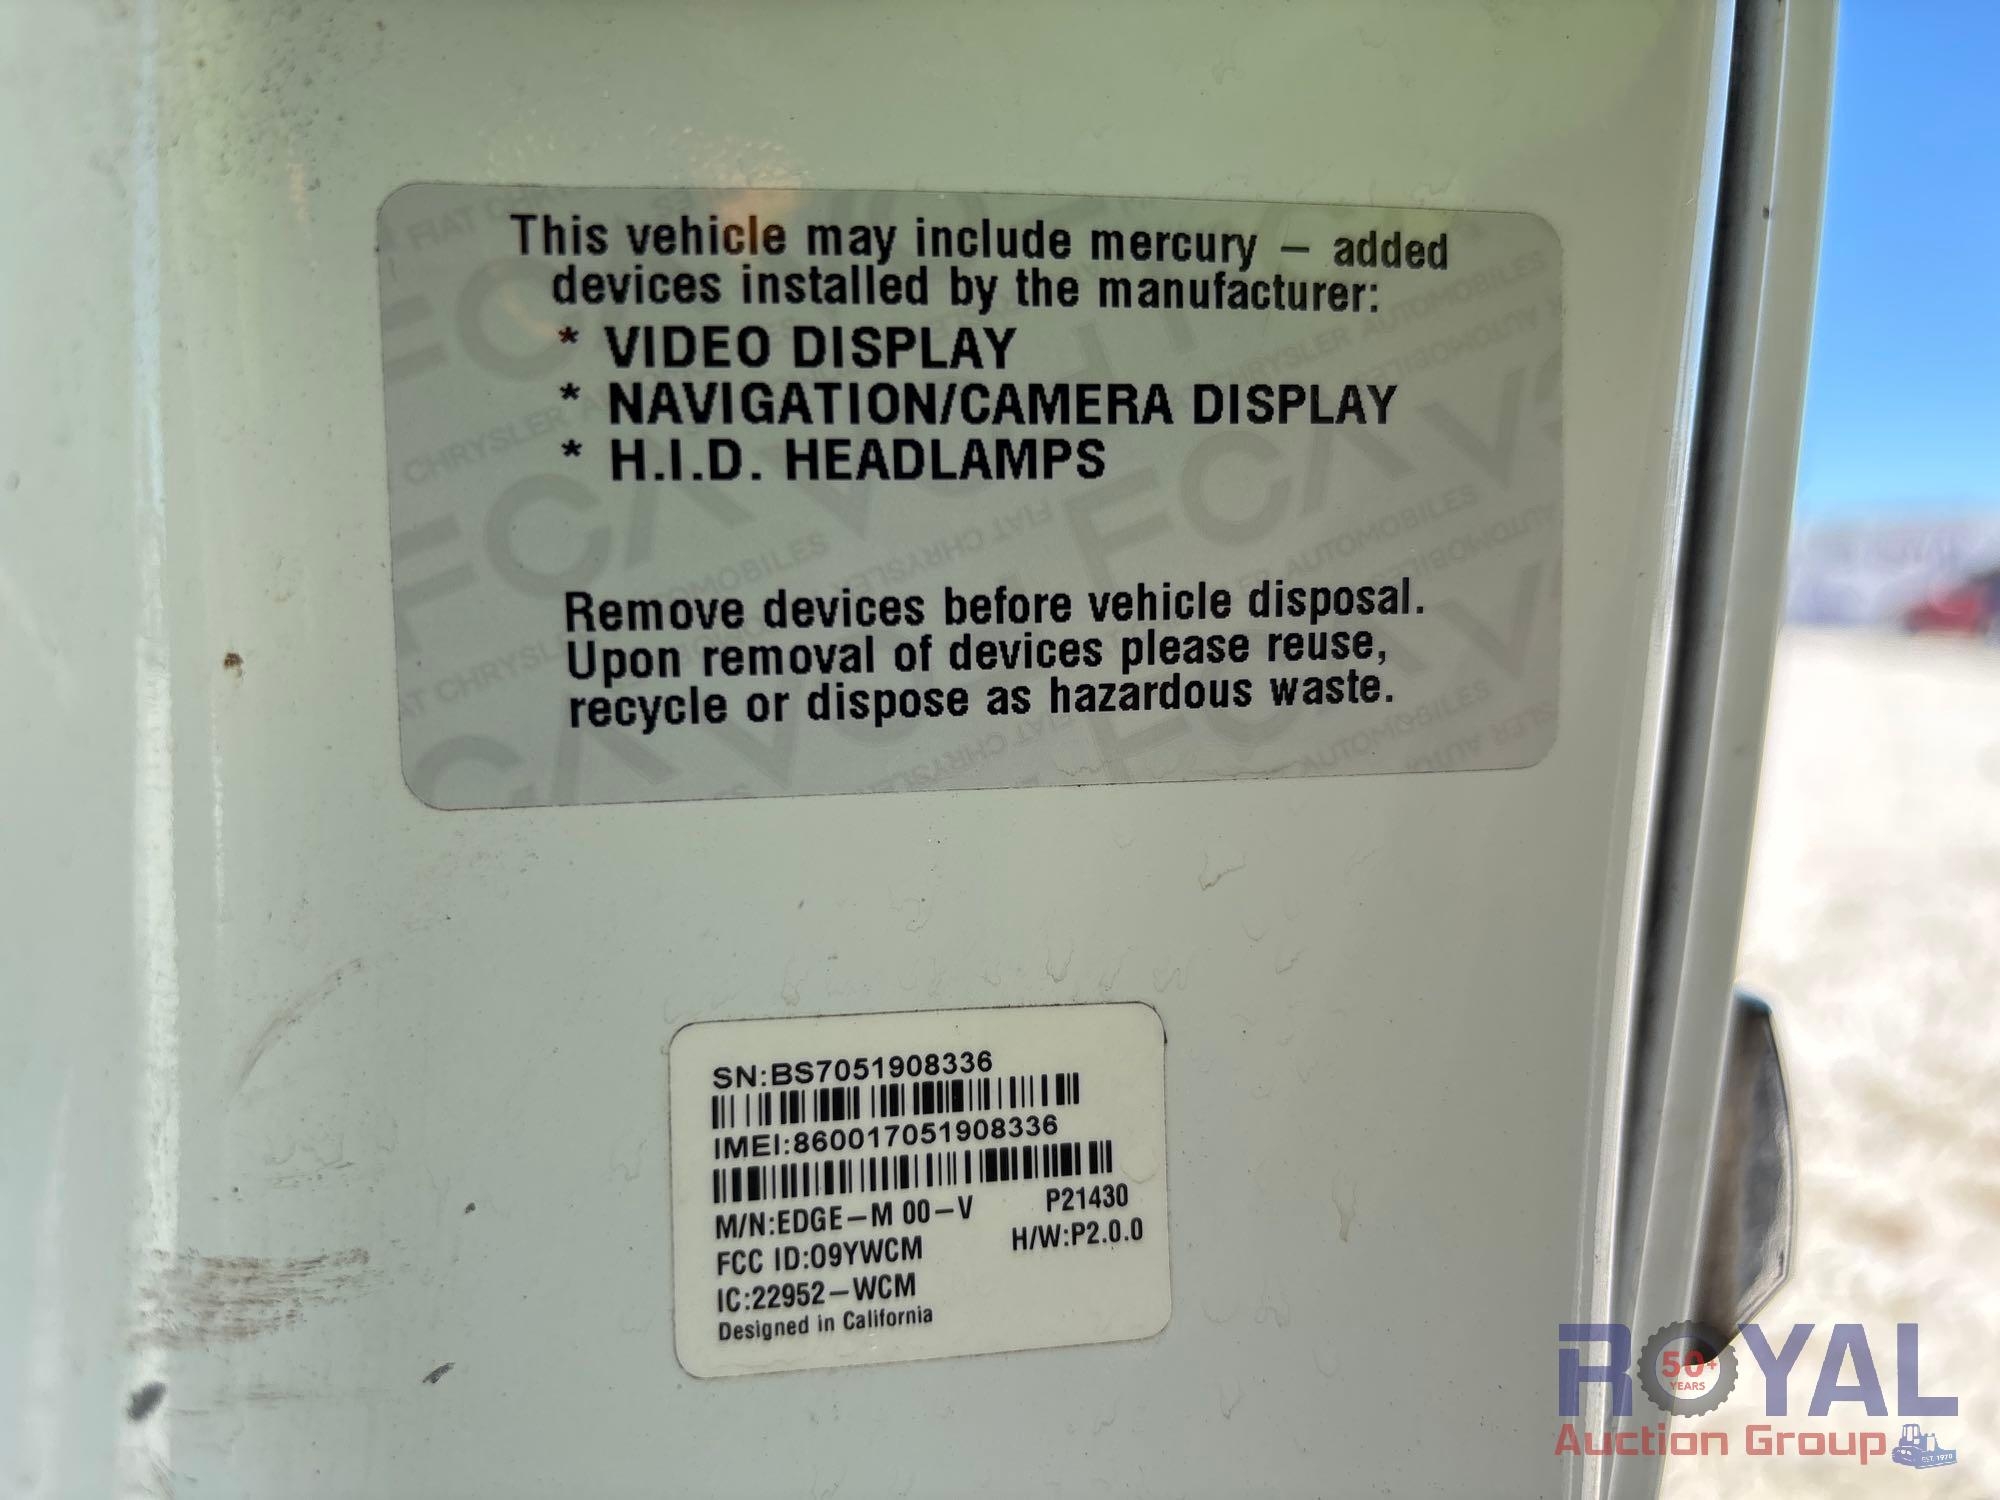 This vehicle may include mercury – added
devices installed by the manufacturer:
* VIDEO DISPLAY
* NAVIGATION/CAMERA DISPLAY
* H.I.D. HEADLAMPS
Remove devices before vehicle disposal.
Upon removal of devices please reuse,
recycle or dispose as hazardous waste.
SN:BS7051908336
IMEI:860017051908336
M/N:EDGE–M 00–V P21430
FCC ID:O9YWCM H/W:P2.0.0
IC:22952–WCM
Designed in California
ROYAL
50+
YEARS
Auction Group
EST. 1970